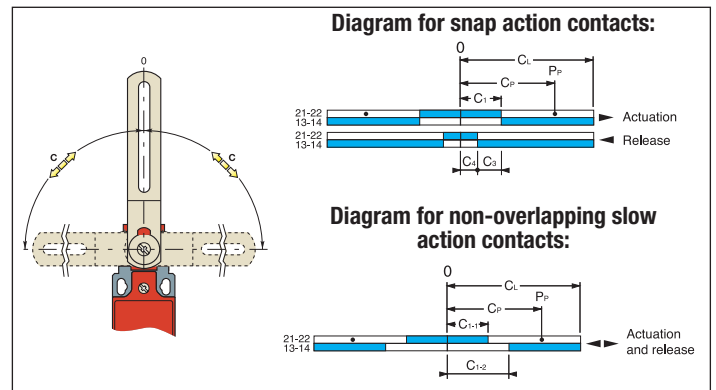 Diagram for snap action contacts:
0
0
CL
CP
PP
C1
21-22
13-14
Actuation
21-22
13-14
Release
C4
C3
C
C
Diagram for non-overlapping slow
action contacts:
0
CL
CP
PP
C1-1
21-22
13-14
Actuation
and release
C1-2